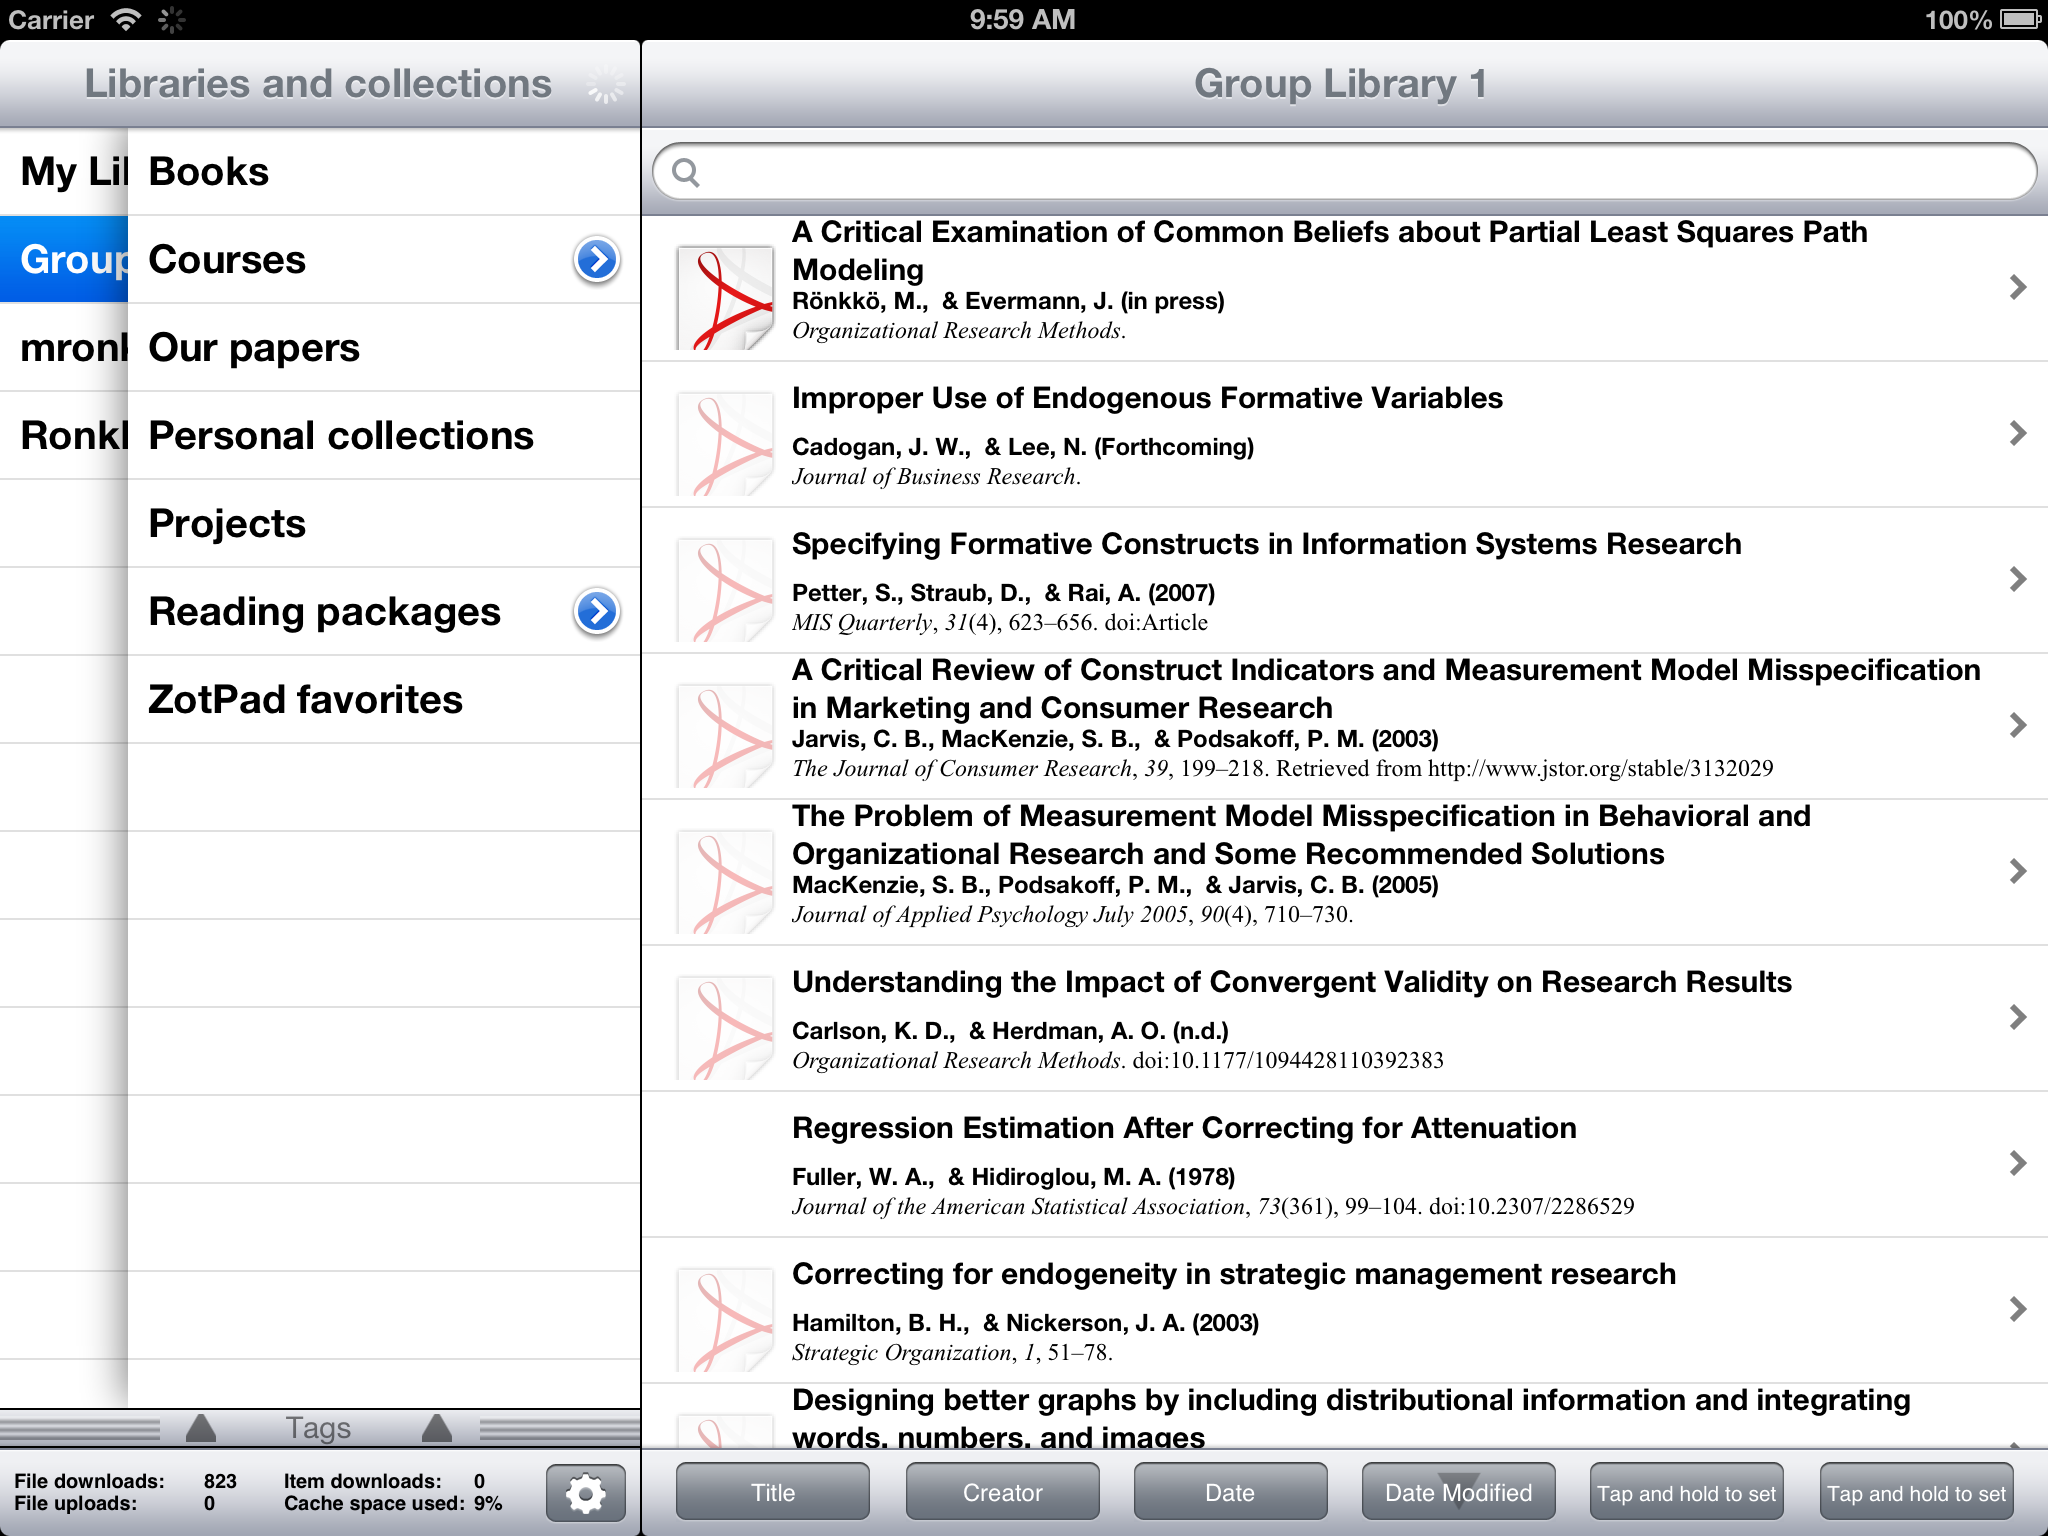 Carrier 9:59 AM 100%
Libraries and collections
My Li
Group
mronk
Ronk
Books
Courses
Our papers
Personal collections
Projects
Reading packages
ZotPad favorites
Tags
File downloads: 823 Item downloads: 0
File uploads: 0 Cache space used: 9%
Group Library 1
A Critical Examination of Common Beliefs about Partial Least Squares Path
Modeling
Rönkkö, M., & Evermann, J. (in press)
Organizational Research Methods.
Improper Use of Endogenous Formative Variables
Cadogan, J. W., & Lee, N. (Forthcoming)
Journal of Business Research.
Specifying Formative Constructs in Information Systems Research
Petter, S., Straub, D., & Rai, A. (2007)
MIS Quarterly, 31(4), 623–656. doi:Article
A Critical Review of Construct Indicators and Measurement Model Misspecification
in Marketing and Consumer Research
Jarvis, C. B., MacKenzie, S. B., & Podsakoff, P. M. (2003)
The Journal of Consumer Research, 39, 199–218. Retrieved from http://www.jstor.org/stable/3132029
The Problem of Measurement Model Misspecification in Behavioral and
Organizational Research and Some Recommended Solutions
MacKenzie, S. B., Podsakoff, P. M., & Jarvis, C. B. (2005)
Journal of Applied Psychology July 2005, 90(4), 710–730.
Understanding the Impact of Convergent Validity on Research Results
Carlson, K. D., & Herdman, A. O. (n.d.)
Organizational Research Methods. doi:10.1177/1094428110392383
Regression Estimation After Correcting for Attenuation
Fuller, W. A., & Hidiroglou, M. A. (1978)
Journal of the American Statistical Association, 73(361), 99–104. doi:10.2307/2286529
Correcting for endogeneity in strategic management research
Hamilton, B. H., & Nickerson, J. A. (2003)
Strategic Organization, 1, 51–78.
Designing better graphs by including distributional information and integrating
words, numbers, and images
Title Creator Date Date Modified Tap and hold to set Tap and hold to set